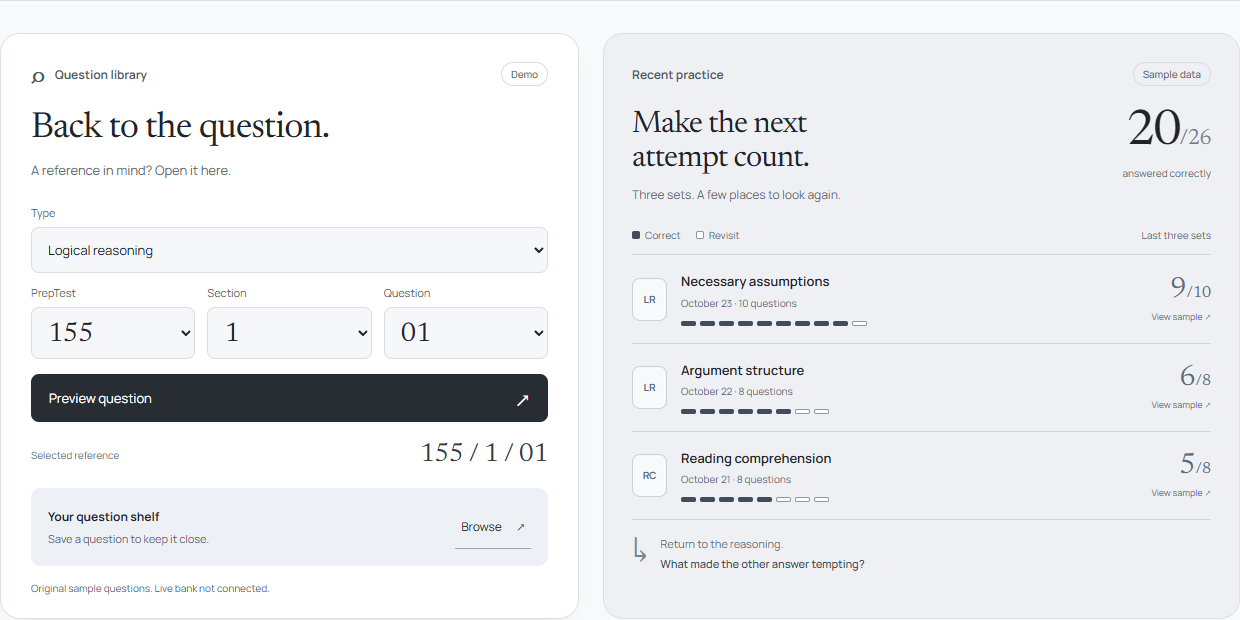 Question library
Demo
Back to the question.
A reference in mind? Open it here.
Type
Logical reasoning
PrepTest
Section
Question
155
1
01
Preview question ↗
Selected reference
155 / 1 / 01
Your question shelf
Save a question to keep it close.
Browse ↗
Original sample questions. Live bank not connected.
Recent practice
Sample data
Make the next
attempt count.
20/26
answered correctly
Three sets. A few places to look again.
Correct
Revisit
Last three sets
LR
Necessary assumptions
October 23 · 10 questions
9/10
View sample ↗
LR
Argument structure
October 22 · 8 questions
6/8
View sample ↗
RC
Reading comprehension
October 21 · 8 questions
5/8
View sample ↗
Return to the reasoning.
What made the other answer tempting?